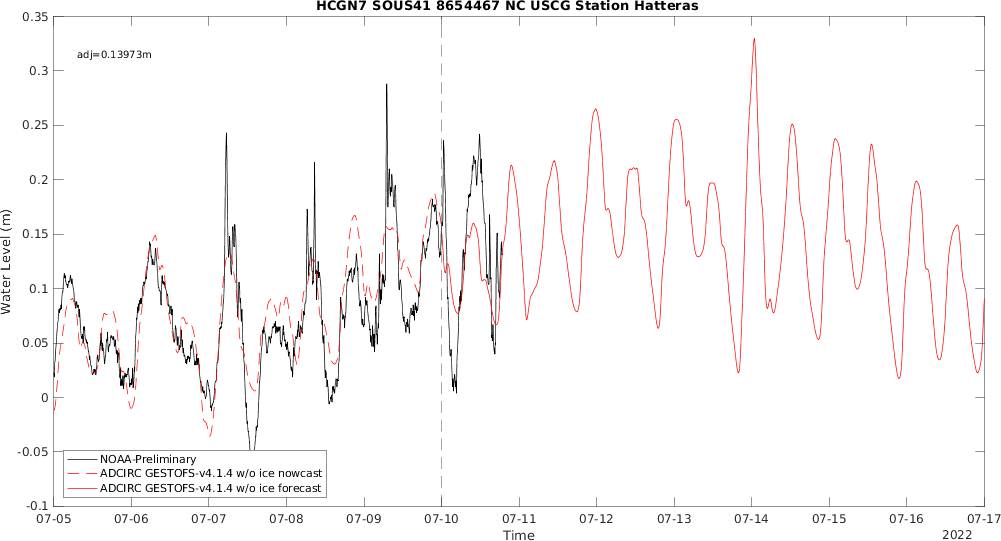 HCGN7 SOUS41 8654467 NC USCG Station Hatteras
adj=0.13973m
Water Level (m)
0.35
0.3
0.25
0.2
0.15
0.1
0.05
0
-0.05
-0.1
NOAA-Preliminary
ADCIRC GESTOFS-v4.1.4 w/o ice nowcast
ADCIRC GESTOFS-v4.1.4 w/o ice forecast
07-05 07-06 07-07 07-08 07-09 07-10 07-11 07-12 07-13 07-14 07-15 07-16 07-17
Time
2022